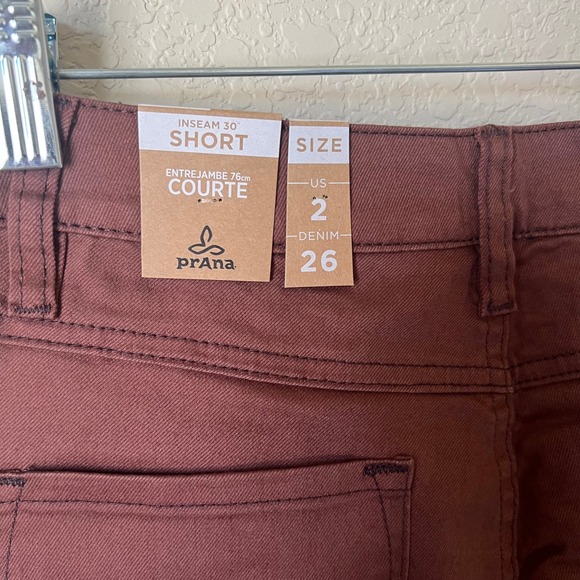 INSEAM 30"
SHORT
ENTREJAMBE 76cm
COURTE
prAna
SIZE
US
2
DENIM
26